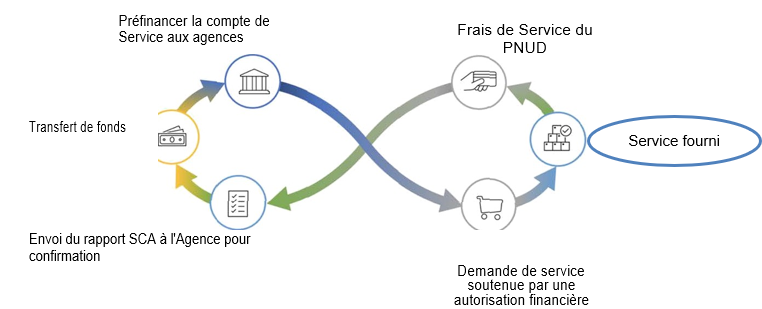 Préfinancer la compte de
Service aux agences
Frais de Service du
PNUD
Transfert de fonds
Service fourni
Envoi du rapport SCA à l'Agence pour
confirmation
Demande de service
soutenue par une
autorisation financière